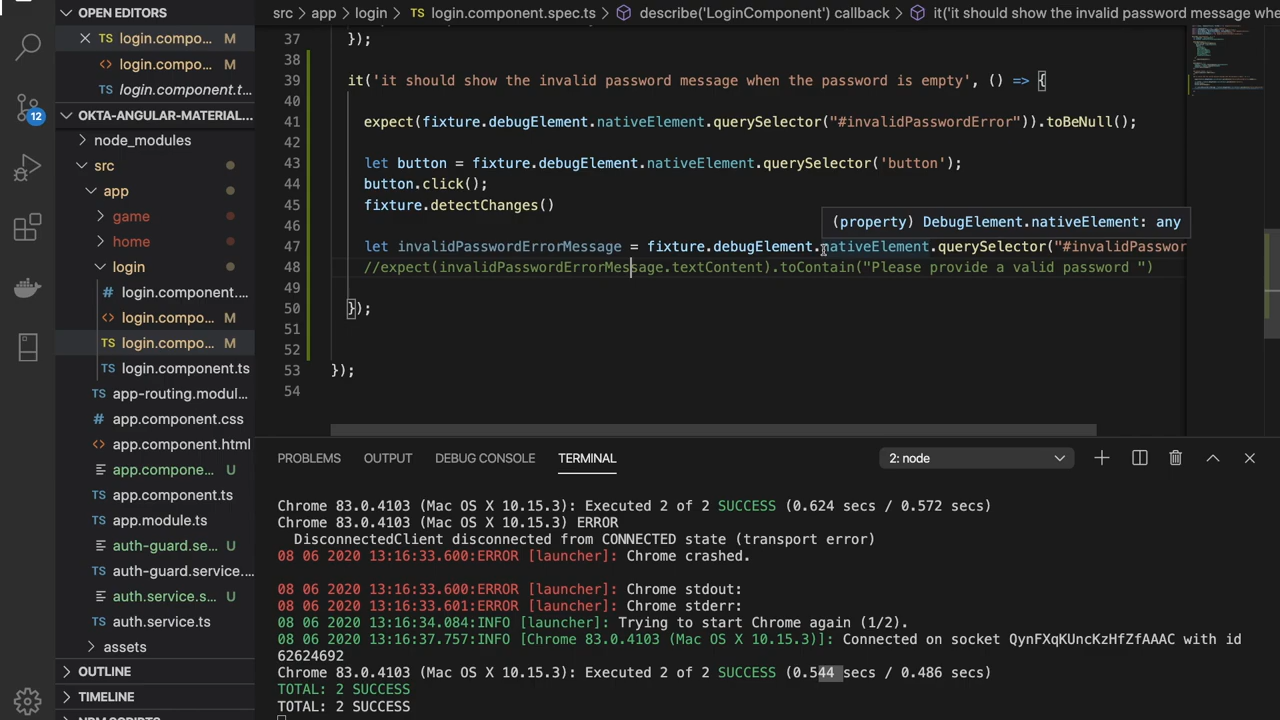 OPEN EDITORS
login.compo... M
login.compo... M
login.component.t...
OKTA-ANGULAR-MATERIAL...
node_modules
src
app
game
home
login
login.component....
login.compo... M
login.compo... M
login.component.ts
app-routing.modul...
app.component.css
app.component.html
app.compone... U
app.component.ts
app.module.ts
auth-guard.se... U
auth-guard.service....
auth.service.s... U
auth.service.ts
assets
OUTLINE
TIMELINE
NPM SCRIPTS
12
src > app > login > TS login.component.spec.ts > describe('LoginComponent') callback > it('it should show the invalid password message whe
37 });
38
39 it('it should show the invalid password message when the password is empty', () => {
40
41 expect(fixture.debugElement.nativeElement.querySelector("#invalidPasswordError")).toBeNull();
42
43 let button = fixture.debugElement.nativeElement.querySelector('button');
44 button.click();
45 fixture.detectChanges()
46
(property) DebugElement.nativeElement: any
47 let invalidPasswordErrorMessage = fixture.debugElement.nativeElement.querySelector("#invalidPasswor
48 //expect(invalidPasswordErrorMessage.textContent).toContain("Please provide a valid password ")
49
50 });
51
52
53 });
54
PROBLEMS OUTPUT DEBUG CONSOLE TERMINAL 2: node
Chrome 83.0.4103 (Mac OS X 10.15.3): Executed 2 of 2 SUCCESS (0.624 secs / 0.572 secs)
Chrome 83.0.4103 (Mac OS X 10.15.3) ERROR
DisconnectedClient disconnected from CONNECTED state (transport error)
08 06 2020 13:16:33.600:ERROR [launcher]: Chrome crashed.
08 06 2020 13:16:33.600:ERROR [launcher]: Chrome stdout:
08 06 2020 13:16:33.601:ERROR [launcher]: Chrome stderr:
08 06 2020 13:16:34.084:INFO [launcher]: Trying to start Chrome again (1/2).
08 06 2020 13:16:37.757:INFO [Chrome 83.0.4103 (Mac OS X 10.15.3)]: Connected on socket QynFXqKUncKzHfZfAAAC with id
62624692
Chrome 83.0.4103 (Mac OS X 10.15.3): Executed 2 of 2 SUCCESS (0.544 secs / 0.486 secs)
TOTAL: 2 SUCCESS
TOTAL: 2 SUCCESS